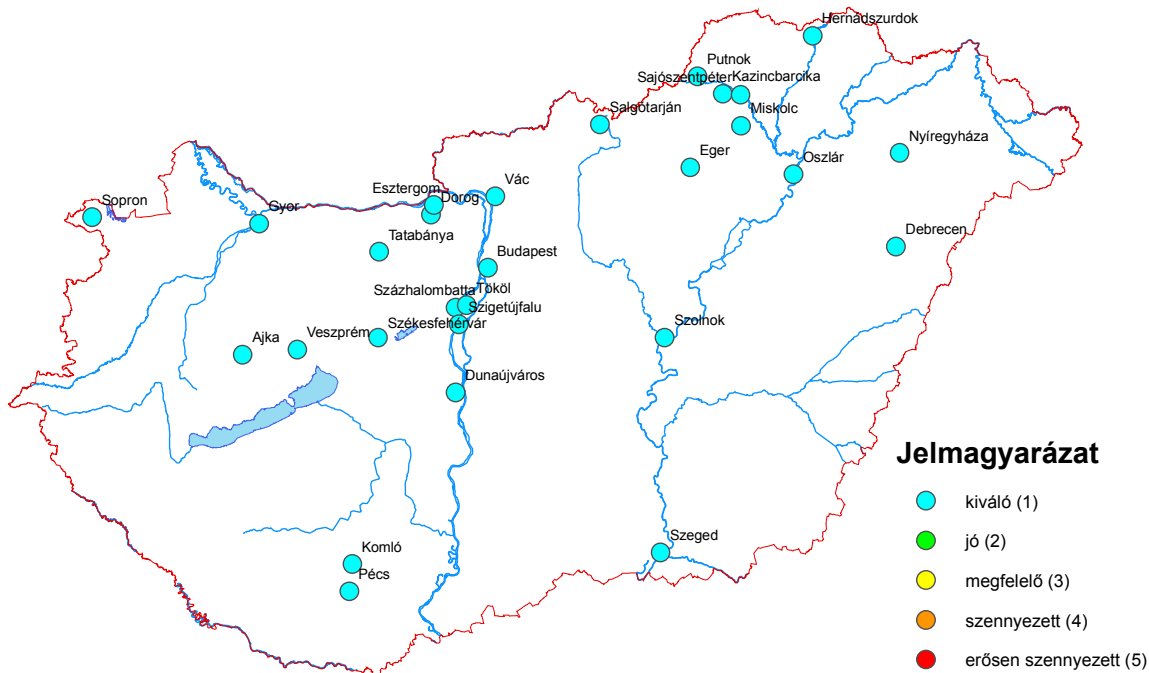 Hernádszurdok
Putnok
Sajószentpéter
Kazincbarcika
Salgótarján
Miskolc
Nyíregyháza
Eger
Oszlár
Vác
Esztergom
Dorog
Sopron
Gyor
Tatabánya
Debrecen
Budapest
Százhalombatta
Tököl
Szigetújfalu
Székesfehérvár
Szolnok
Ajka
Veszprém
Dunaújváros
Jelmagyarázat
kiváló (1)
jó (2)
megfelelő (3)
szennyezett (4)
erősen szennyezett (5)
Szeged
Komló
Pécs